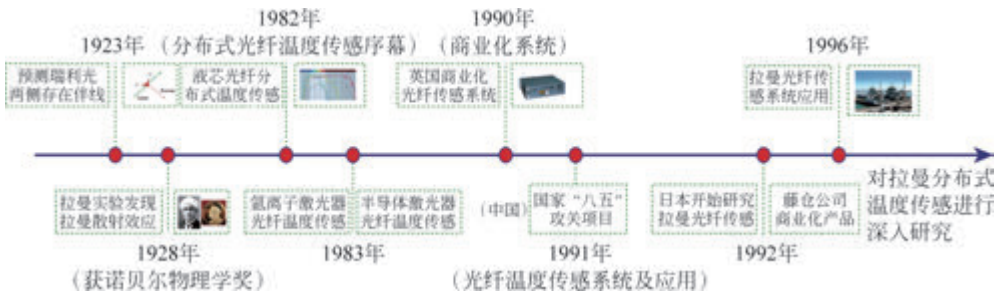 1982年
1990年
1923年
(分布式光纤温度传感序幕)
(商业化系统)
1996年
预测瑞利光
两侧存在伴线
液芯光纤分
布式温度传感
英国商业化
光纤传感系统
拉曼光纤传
感系统应用
拉曼实验发现
拉曼散射效应
氩离子激光器
光纤温度传感
半导体激光器
光纤温度传感
(中国)
国家“八五”
攻关项目
日本开始研究
拉曼光纤传感
藤仓公司
商业化产品
对拉曼分布式
温度传感进行
深入研究
1928年
1983年
1991年
1992年
(获诺贝尔物理学奖)
(光纤温度传感系统及应用)